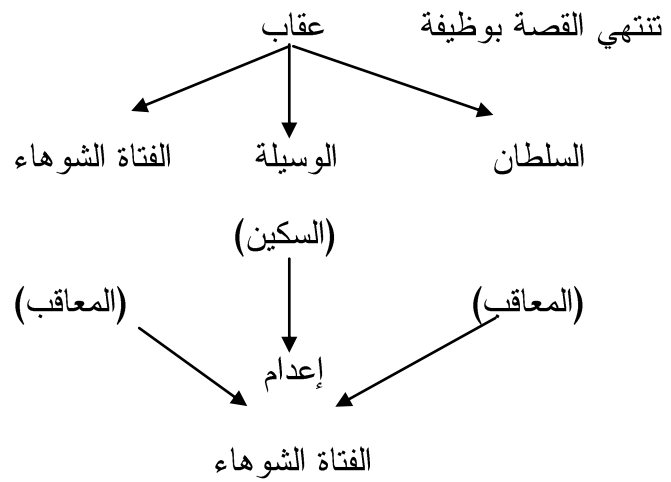 تنتهي القصة بوظيفة عقاب
السلطان الوسيلة الفتاة الشوهاء
(السكين)
(المعاقب) (المعاقب)
إعدام
الفتاة الشوهاء